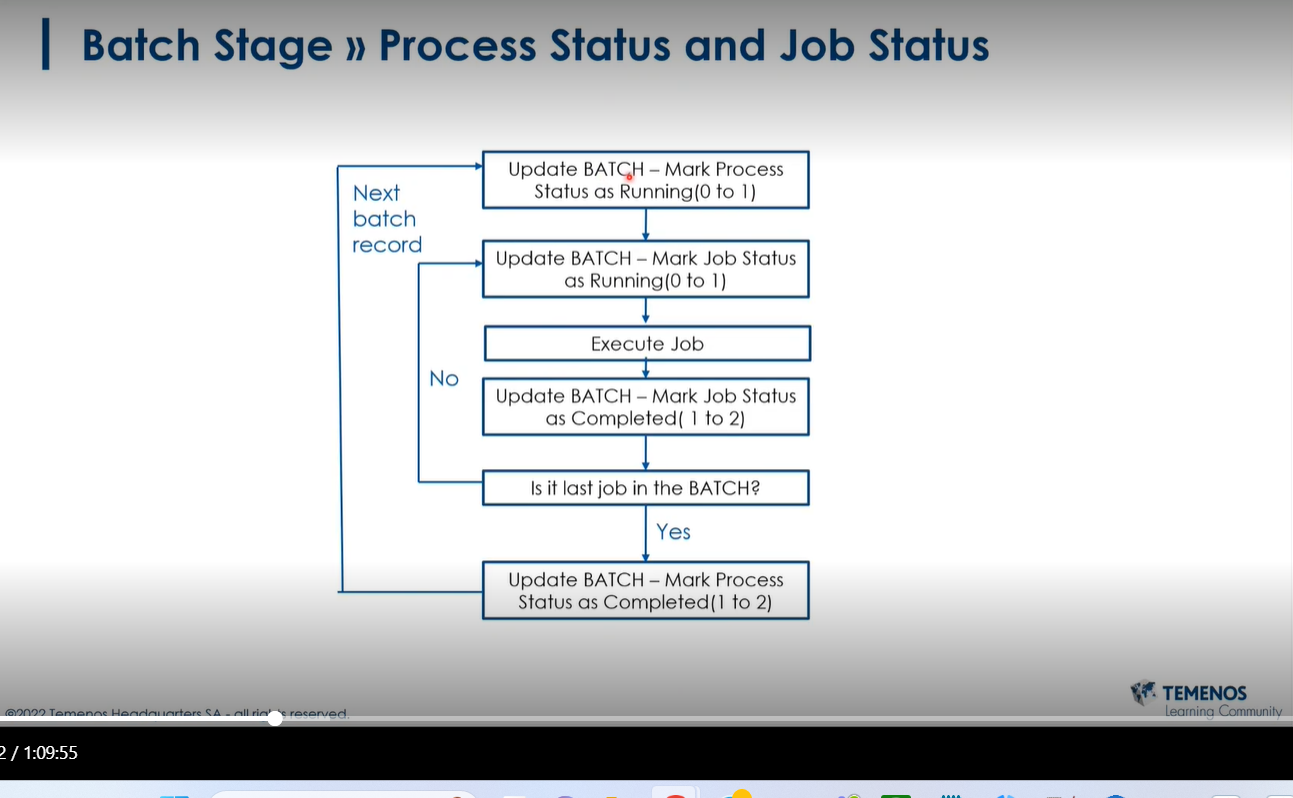 Batch Stage » Process Status and Job Status
Update BATCH – Mark Process
Status as Running(0 to 1)
Next
batch
record
Update BATCH – Mark Job Status
as Running(0 to 1)
Execute Job
No
Update BATCH – Mark Job Status
as Completed( 1 to 2)
Is it last job in the BATCH?
Yes
Update BATCH – Mark Process
Status as Completed(1 to 2)
TEMENOS
Learning Community
©2022 Temenos Headquarters SA - all rights reserved.
2 / 1:09:55